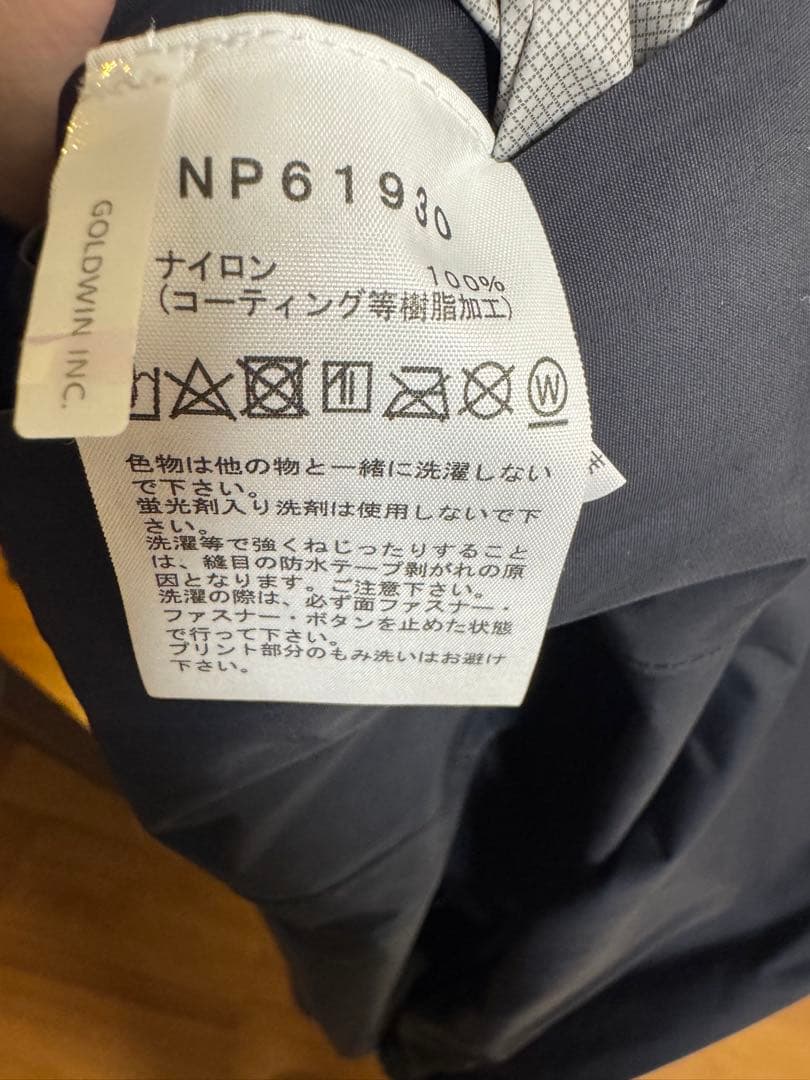 NP61930
GOLDWIN INC.
ナイロン 100%
(コーティング等樹脂加工)
W
色物は他の物と一緒に洗濯しない
で下さい。
蛍光剤入り洗剤は使用しないで下
さい。
洗濯等で強くねじったりすること
は、縫目の防水テープ剥がれの原
因となります。ご注意下さい。
洗濯の際は、必ず面ファスナー・
ファスナー・ボタンを止めた状態
で行って下さい。
プリント部分のもみ洗いはお避け
下さい。